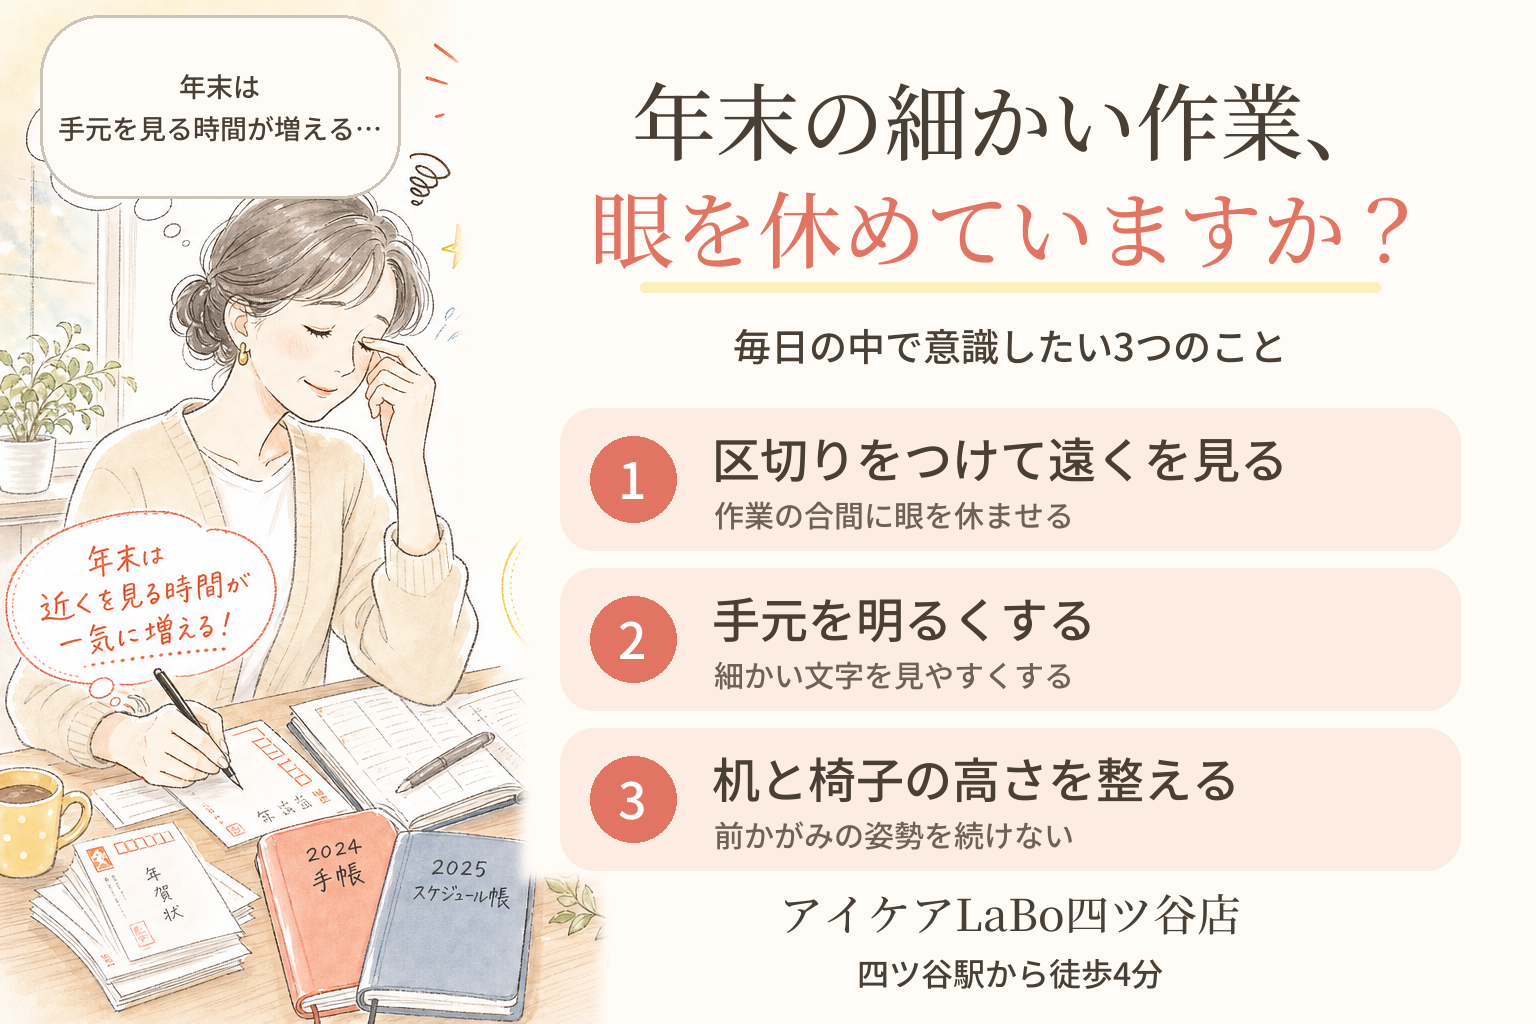 年末は
手元を見る時間が増える…
年末の細かい作業、
眼を休めていますか？
毎日の中で意識したい3つのこと
1
区切りをつけて遠くを見る
作業の合間に眼を休ませる
2
手元を明るくする
細かい文字を見やすくする
3
机と椅子の高さを整える
前かがみの姿勢を続けない
アイケアLaBo四ツ谷店
四ツ谷駅から徒歩4分
年末は
近くを見る時間が
一気に増える!
2024
手帳
2025
スケジュール帳
年賀状